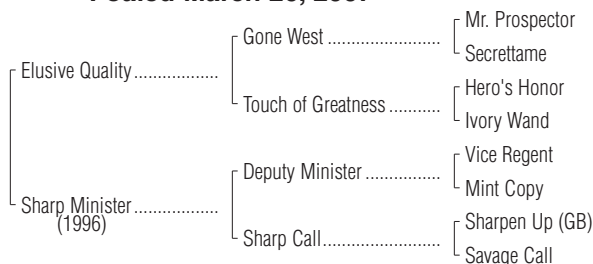 Foaled March
Mr. Prospector
Gone West ........................
Secrettame
Elusive Quality..................
Hero's Honor
Touch of Greatness ...........
Ivory Wand
Vice Regent
Deputy Minister ................
Mint Copy
Sharp Minister..................
(1996)
Sharpen Up (GB)
Sharp Call.........................
Savage Call